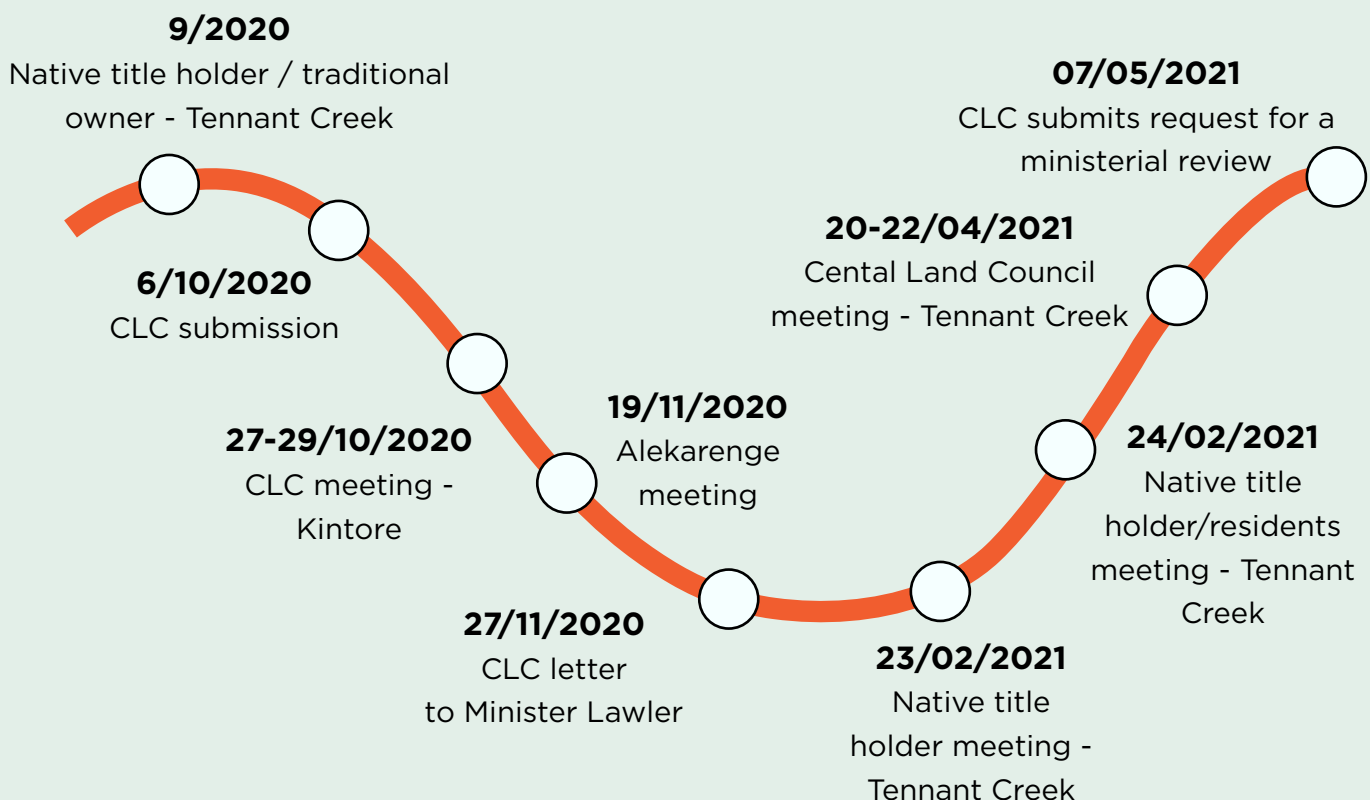 9/2020
Native title holder / traditional
owner - Tennant Creek
6/10/2020
CLC submission
27-29/10/2020
CLC meeting -
Kintore
19/11/2020
Alekarenge
meeting
27/11/2020
CLC letter
to Minister Lawler
23/02/2021
Native title
holder meeting -
Tennant Creek
24/02/2021
Native title
holder/residents
meeting - Tennant
Creek
20-22/04/2021
Cental Land Council
meeting - Tennant Creek
07/05/2021
CLC submits request for a
ministerial review